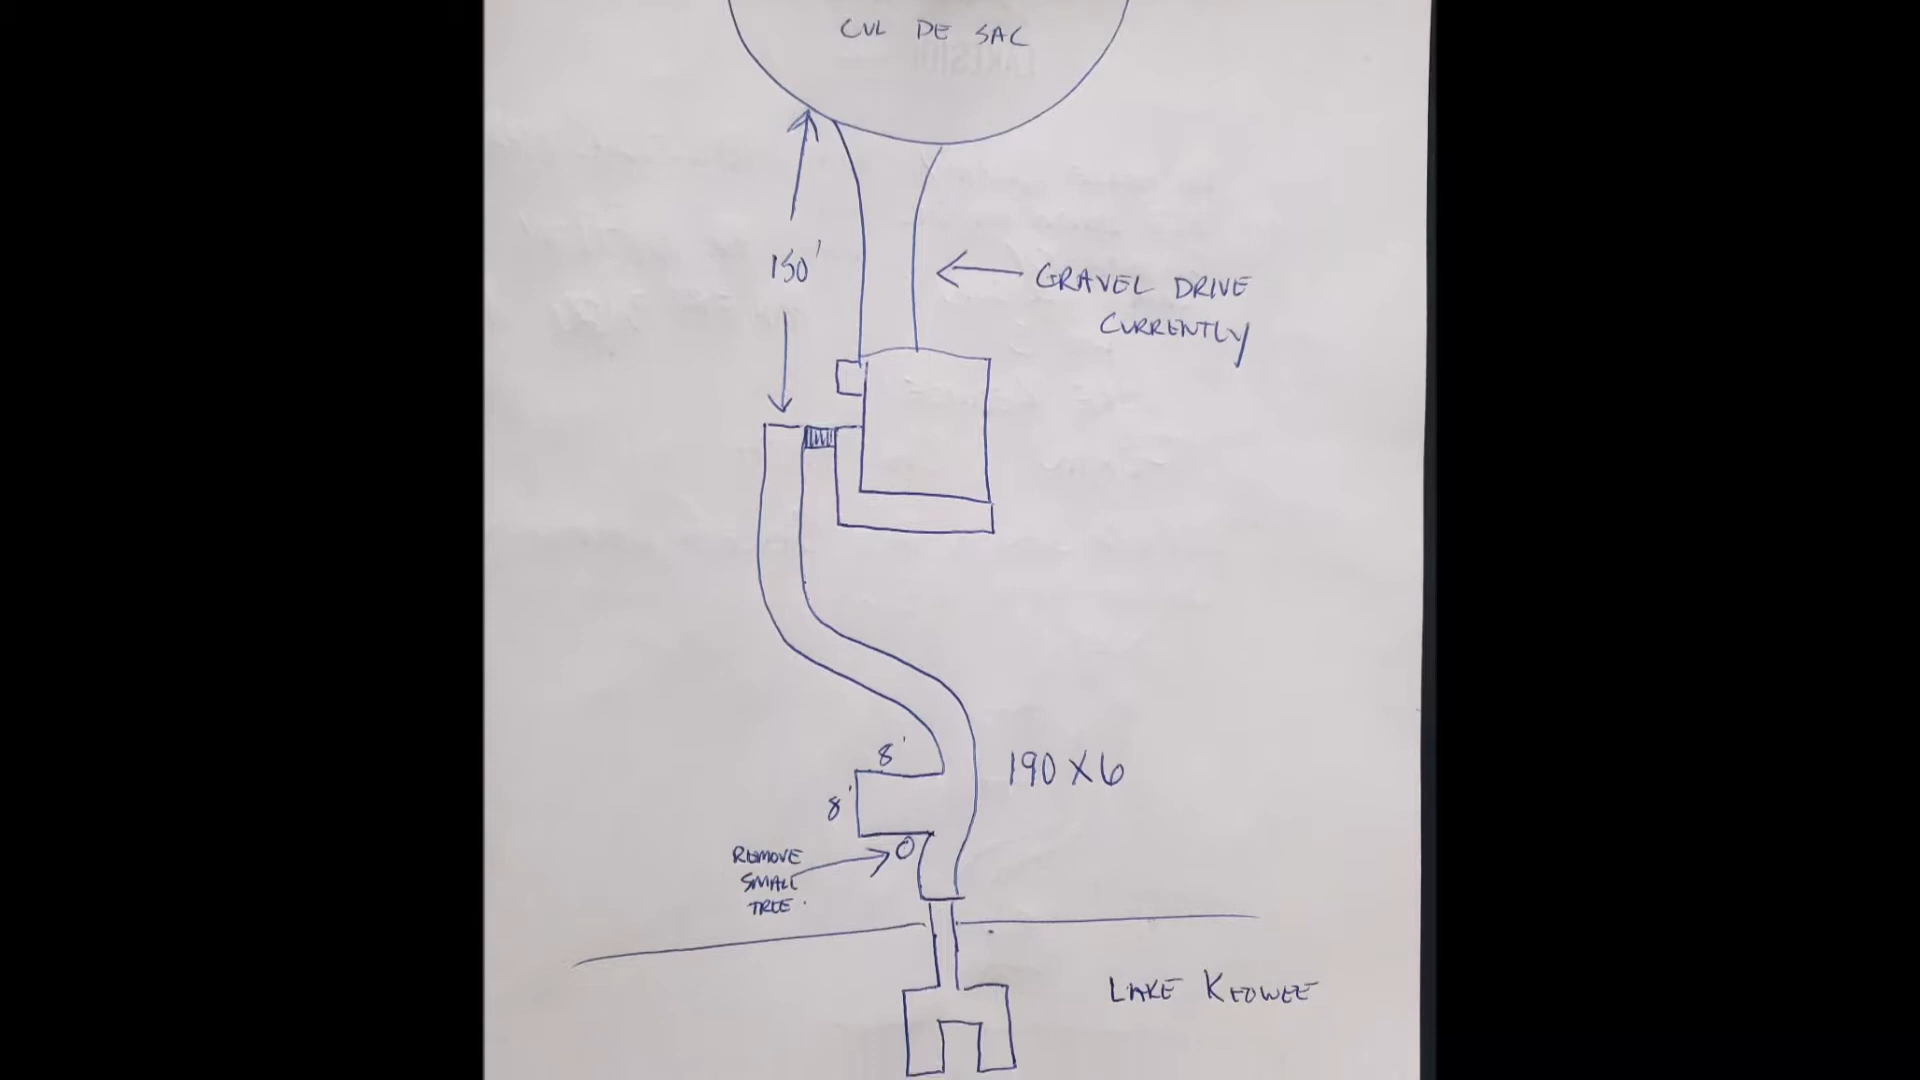 CUL DE SAC
150'
GRAVEL DRIVE
CURRENTLY
8'
8'
190 X 6
REMOVE
SMALL
TREE.
LAKE KEOWEE